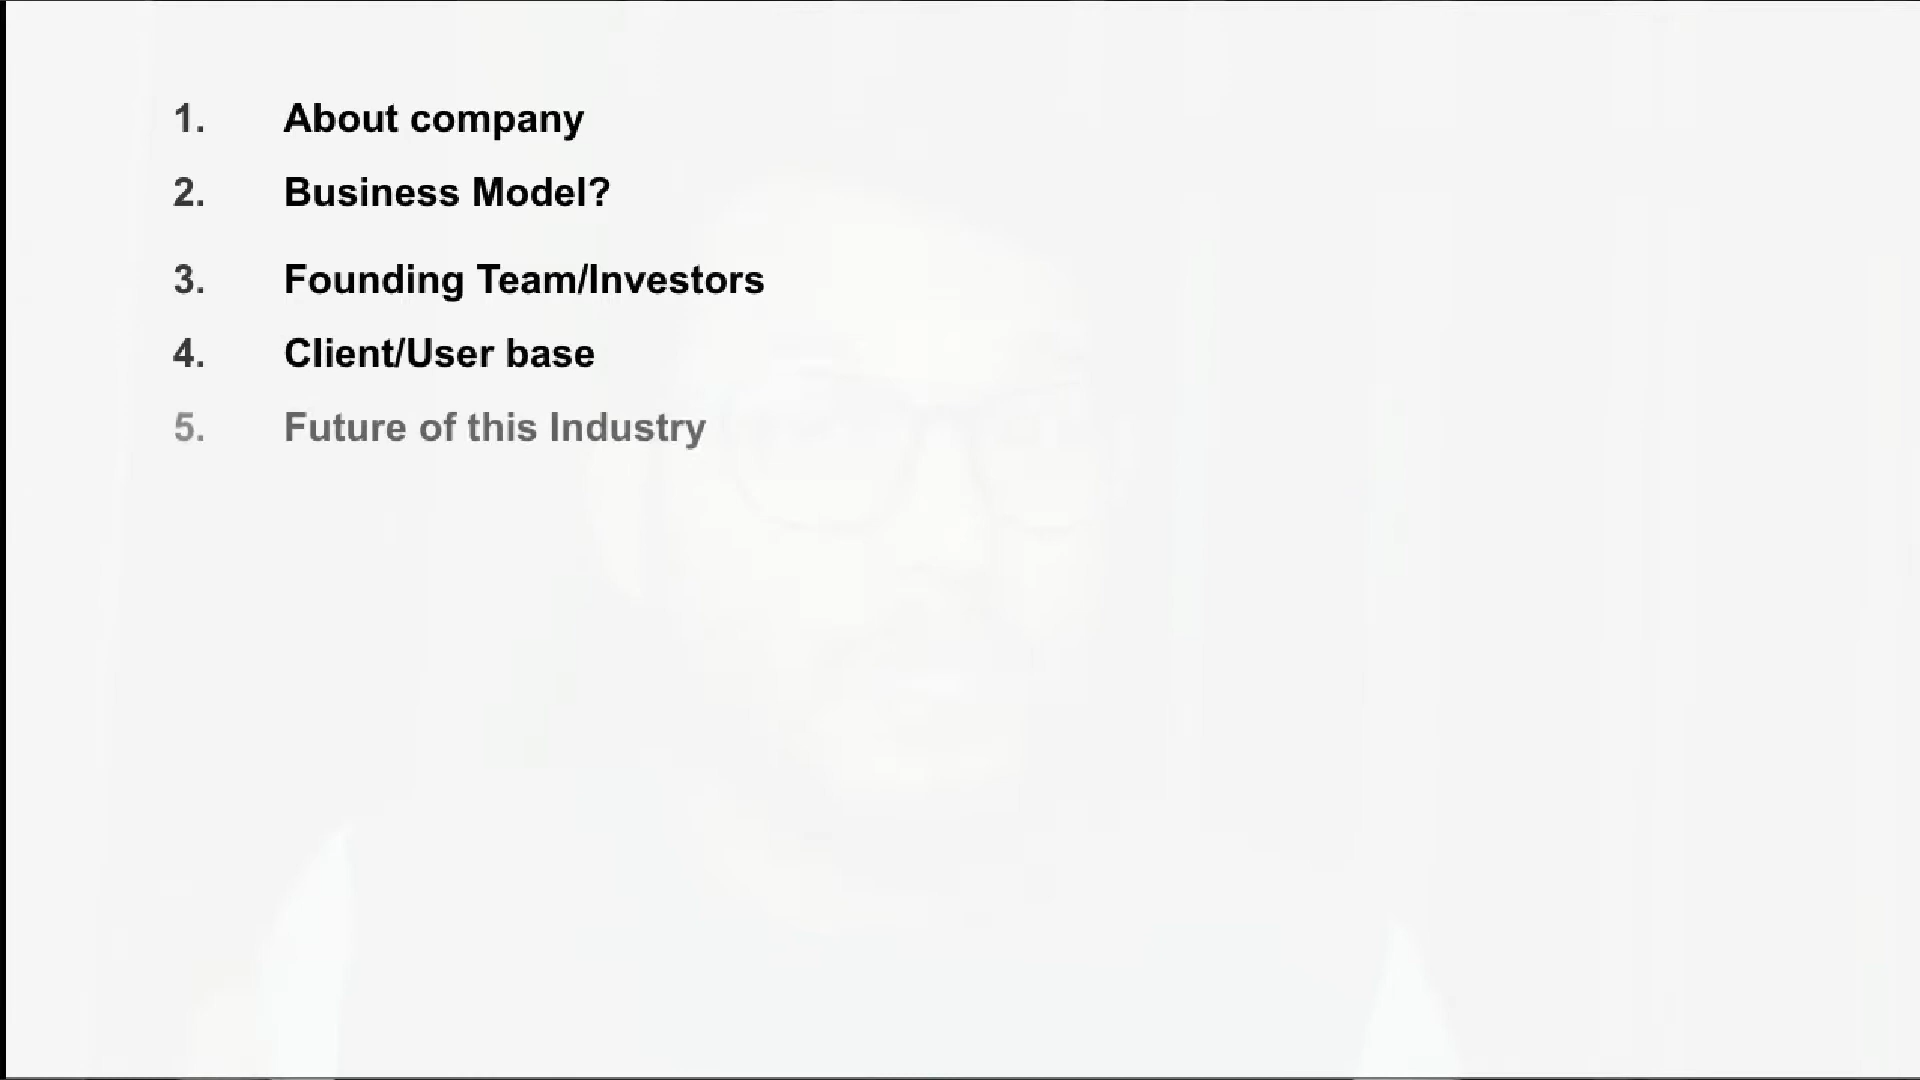 1. About company
2. Business Model?
3. Founding Team/Investors
4. Client/User base
5. Future of this Industry